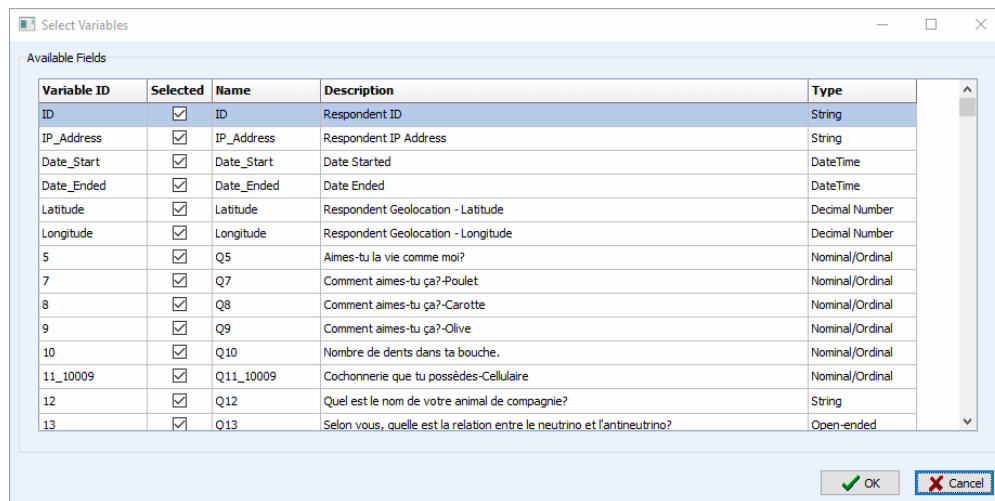 Select Variables
Available Fields
Variable ID Selected Name Description Type
ID ID Respondent ID String
IP_Address IP_Address Respondent IP Address String
Date_Start Date_Start Date Started DateTime
Date_Ended Date_Ended Date Ended DateTime
Latitude Latitude Respondent Geolocation - Latitude Decimal Number
Longitude Longitude Respondent Geolocation - Longitude Decimal Number
5 Q5 Aimes-tu la vie comme moi? Nominal/Ordinal
7 Q7 Comment aimes-tu ça?-Poulet Nominal/Ordinal
8 Q8 Comment aimes-tu ça?-Carotte Nominal/Ordinal
9 Q9 Comment aimes-tu ça?-Olive Nominal/Ordinal
10 Q10 Nombre de dents dans ta bouche. Nominal/Ordinal
11_10009 Q11_10009 Cochonnerie que tu possèdes-Cellulaire Nominal/Ordinal
12 Q12 Quel est le nom de votre animal de compagnie? String
13 Q13 Selon vous, quelle est la relation entre le neutrino et l'antineutrino? Open-ended
OK Cancel